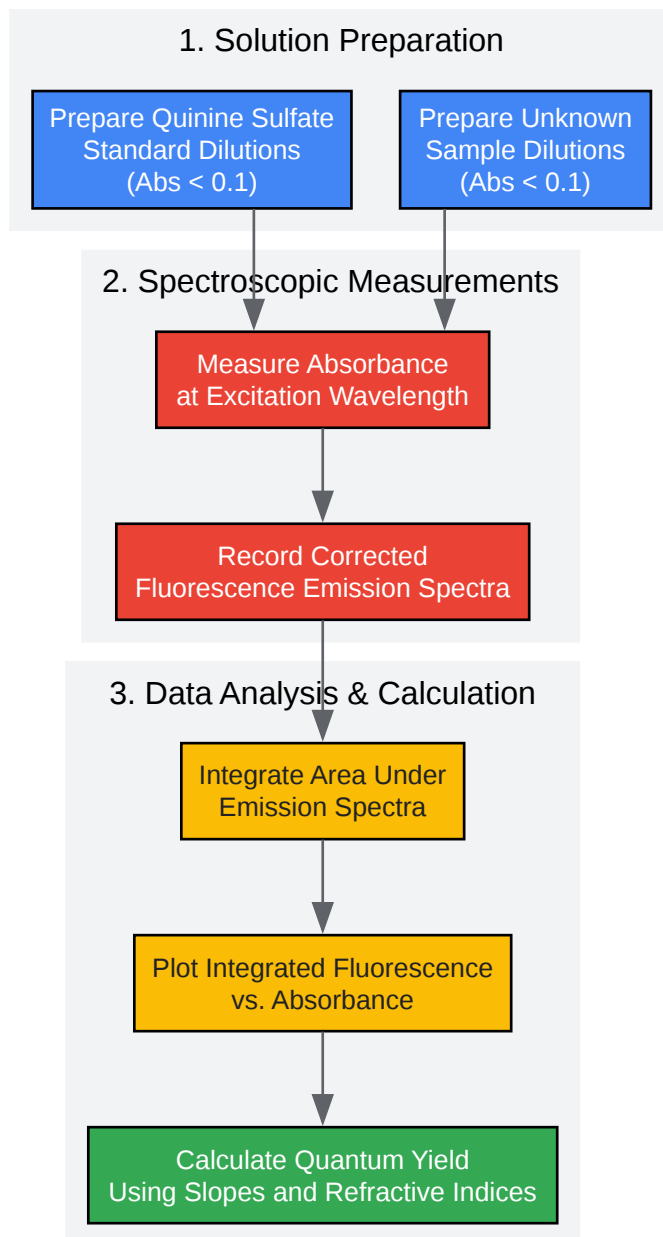 1. Solution Preparation
Prepare Quinine Sulfate
Standard Dilutions
(Abs < 0.1)
Prepare Unknown
Sample Dilutions
(Abs < 0.1)
2. Spectroscopic Measurements
Measure Absorbance
at Excitation Wavelength
Record Corrected
Fluorescence Emission Spectra
3. Data Analysis & Calculation
Integrate Area Under
Emission Spectra
Plot Integrated Fluorescence
vs. Absorbance
Calculate Quantum Yield
Using Slopes and Refractive Indices